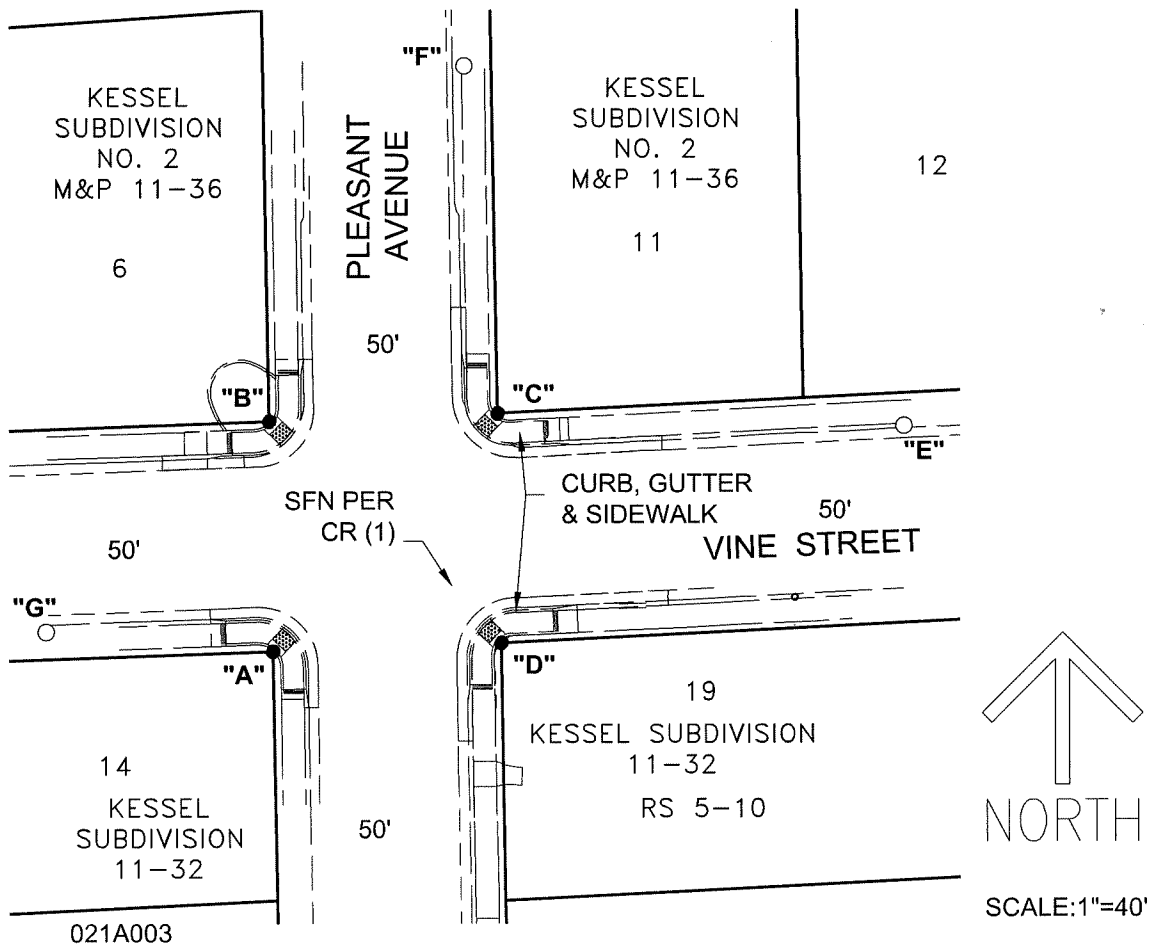 "F"
KESSEL
SUBDIVISION
NO. 2
M&P 11-36
6
PLEASANT
AVENUE
50'
KESSEL
SUBDIVISION
NO. 2
M&P 11-36
11
12
"B"
"C"
"E"
SFN PER
CR (1)
CURB, GUTTER
& SIDEWALK
50'
VINE STREET
50'
"G"
"A"
"D"
14
KESSEL
SUBDIVISION
11-32
50'
19
KESSEL SUBDIVISION
11-32
RS 5-10
NORTH
SCALE:1"=40'
021A003